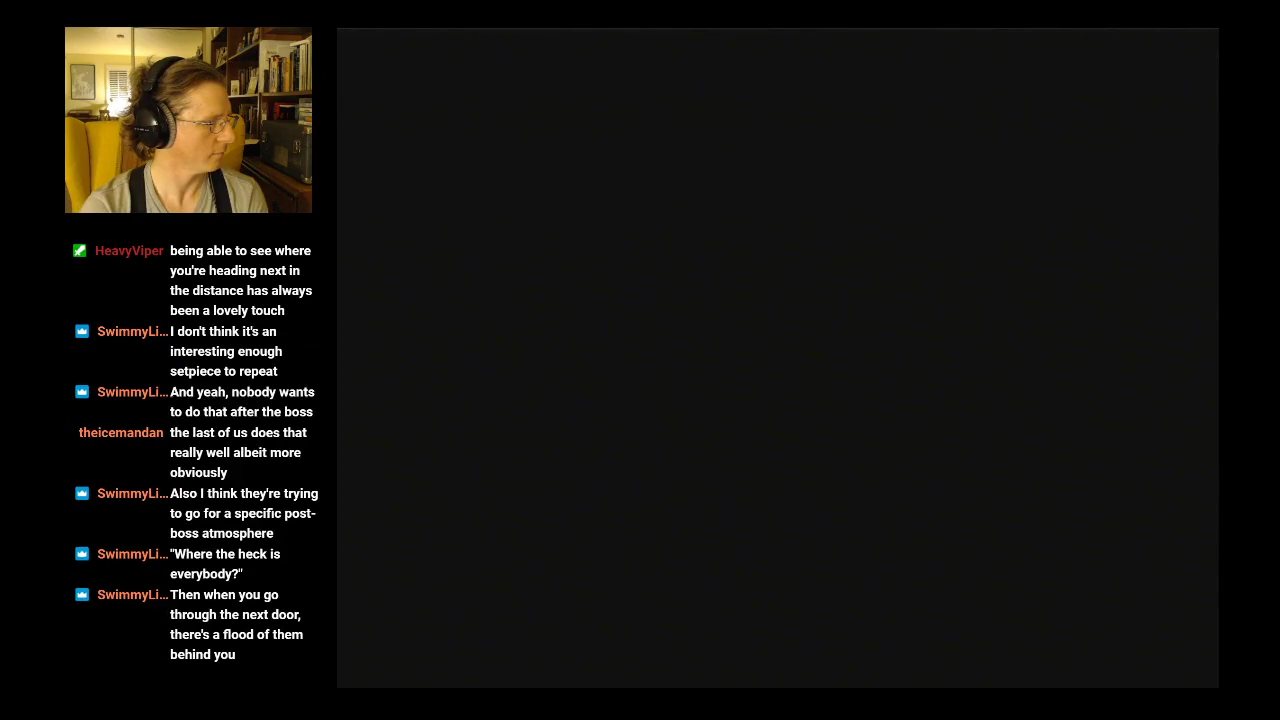 HeavyViper being able to see where
you're heading next in
the distance has always
been a lovely touch
SwimmyLi... I don't think it's an
interesting enough
setpiece to repeat
SwimmyLi... And yeah, nobody wants
to do that after the boss
theicemandan the last of us does that
really well albeit more
obviously
SwimmyLi... Also I think they're trying
to go for a specific post-
boss atmosphere
SwimmyLi... "Where the heck is
everybody?"
SwimmyLi... Then when you go
through the next door,
there's a flood of them
behind you